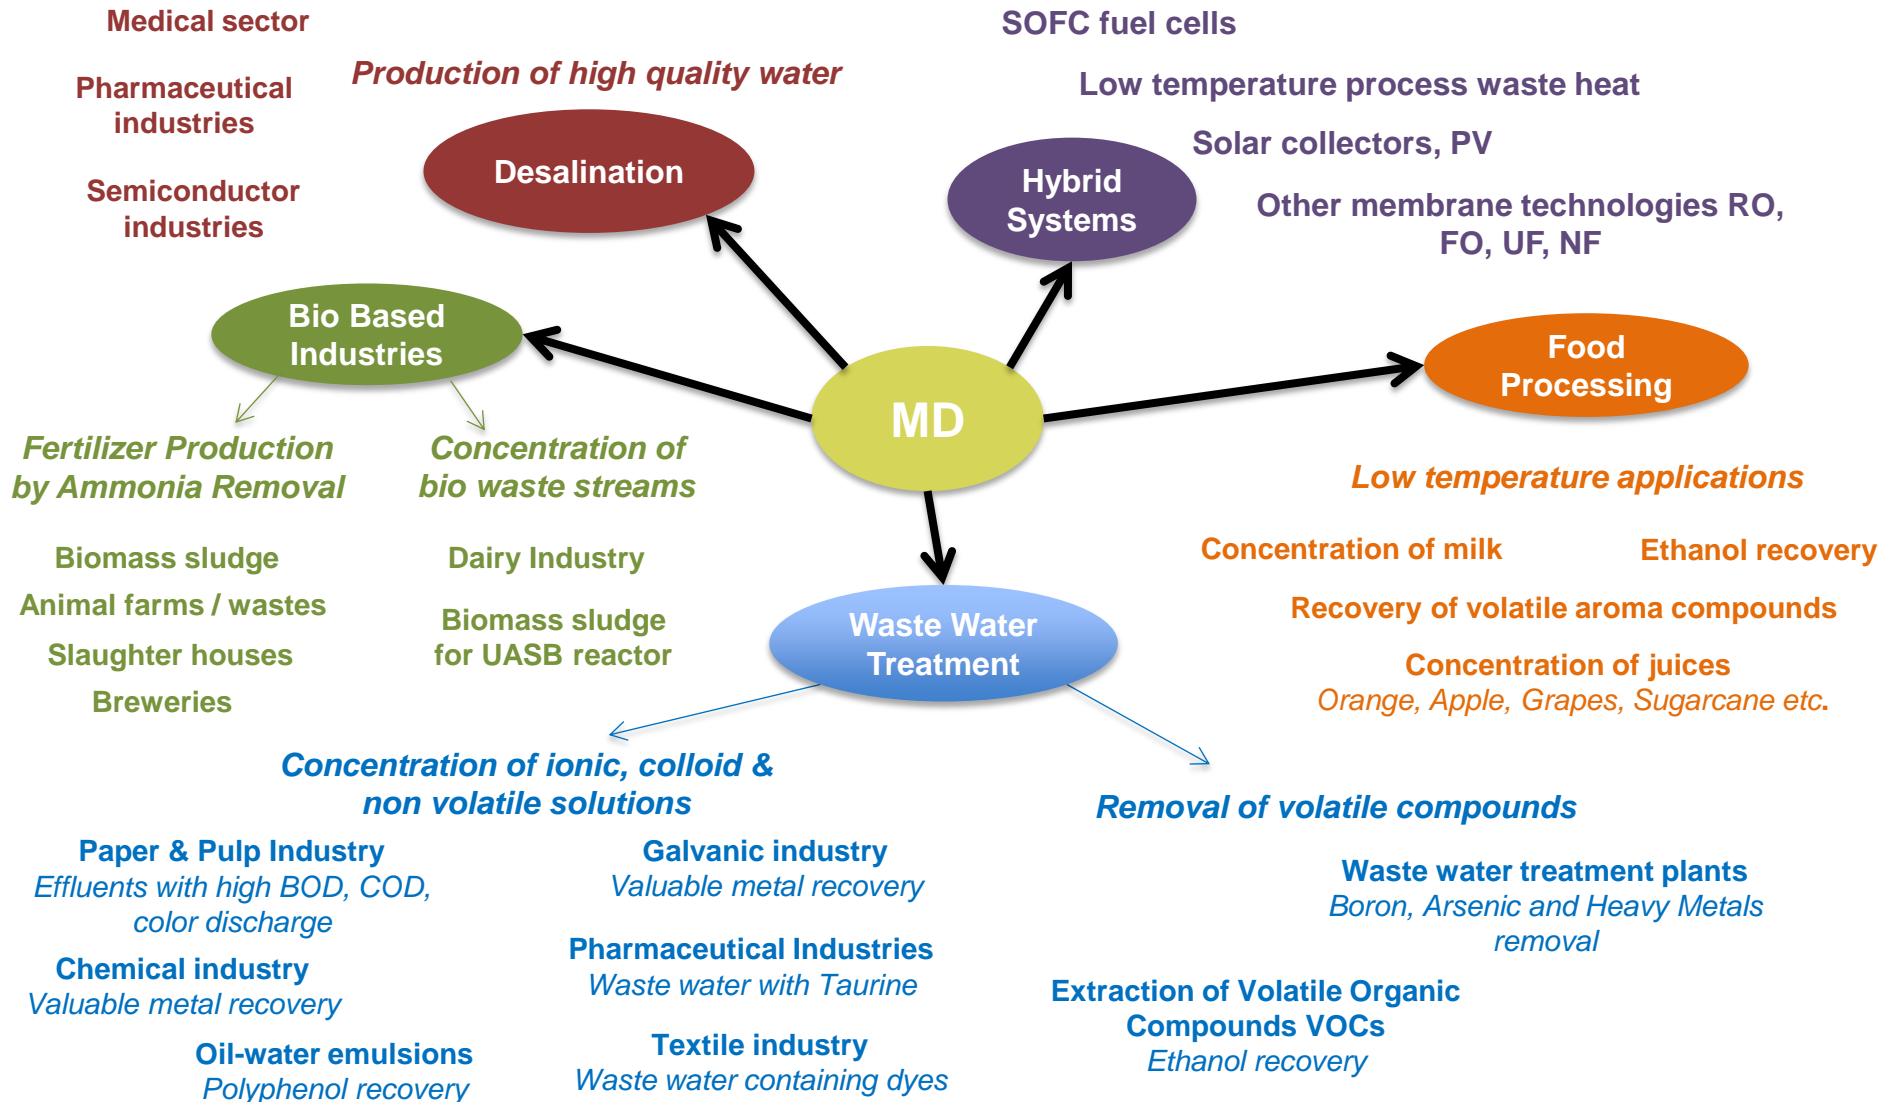 Medical sector
Pharmaceutical
industries
Semiconductor
industries
Production of high quality water
Desalination
SOFC fuel cells
Low temperature process waste heat
Solar collectors, PV
Other membrane technologies RO,
FO, UF, NF
Hybrid
Systems
Bio Based
Industries
MD
Food
Processing
Fertilizer Production
by Ammonia Removal
Biomass sludge
Animal farms / wastes
Slaughter houses
Breweries
Concentration of
bio waste streams
Dairy Industry
Biomass sludge
for UASB reactor
Low temperature applications
Concentration of milk
Ethanol recovery
Recovery of volatile aroma compounds
Concentration of juices
Orange, Apple, Grapes, Sugarcane etc.
Waste Water
Treatment
Concentration of ionic, colloid &
non volatile solutions
Paper & Pulp Industry
Effluents with high BOD, COD,
color discharge
Chemical industry
Valuable metal recovery
Oil-water emulsions
Polyphenol recovery
Galvanic industry
Valuable metal recovery
Pharmaceutical Industries
Waste water with Taurine
Textile industry
Waste water containing dyes
Removal of volatile compounds
Waste water treatment plants
Boron, Arsenic and Heavy Metals
removal
Extraction of Volatile Organic
Compounds VOCs
Ethanol recovery